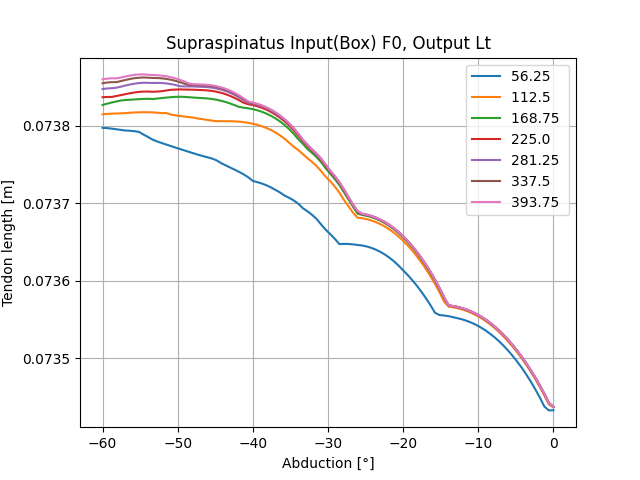 Supraspinatus Input(Box) F0, Output Lt
56.25
112.5
168.75
225.0
281.25
337.5
393.75
0.0738
0.0737
0.0736
0.0735
Tendon length [m]
−60 −50 −40 −30 −20 −10 0
Abduction [°]